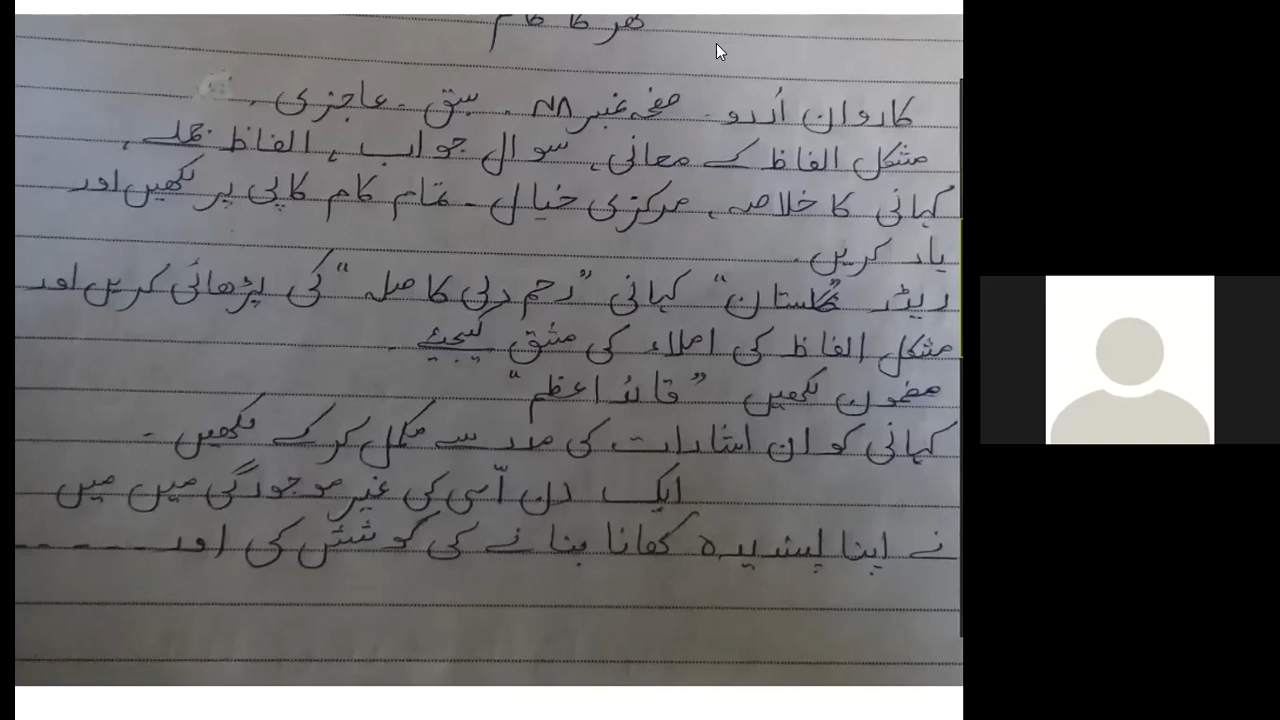 گھر کا کام
کاروان اُردو۔ صفحہ نمبر ۸۸۔ سبق۔ عاجزی۔
مشکل الفاظ کے معانی، سوال جواب، الفاظ جملے،
کہانی کا خلاصہ، مرکزی خیال۔ تمام کام کاپی پر لکھیں اور
یاد کریں۔
ریڈر گلستان“ کہانی ”رحم دلی کا صلہ“ کی پڑھائی کریں اور
مشکل الفاظ کی املاء کی مشق کیجیئے۔
مضمون لکھیں ”قائد اعظم“
کہانی کو ان اشارات کی مدد سے مکمل کر کے لکھیں۔
ایک دن اّمی کی غیر موجودگی میں میں
نے اپنا پسندیدہ کھانا بنانے کی کوشش کی اور -----